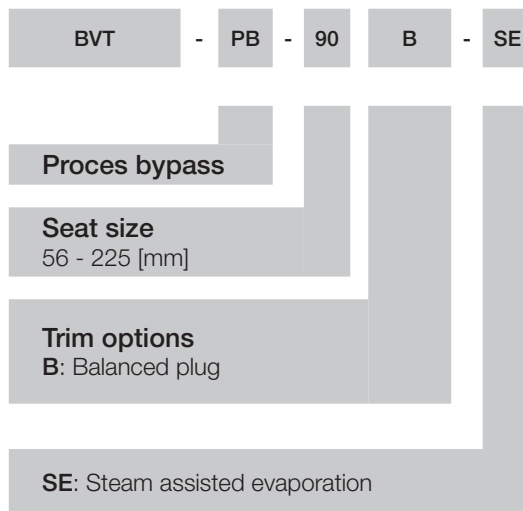 BVT - PB - 90 B - SE
Proces bypass
Seat size
56 - 225 [mm]
Trim options
B: Balanced plug
SE: Steam assisted evaporation